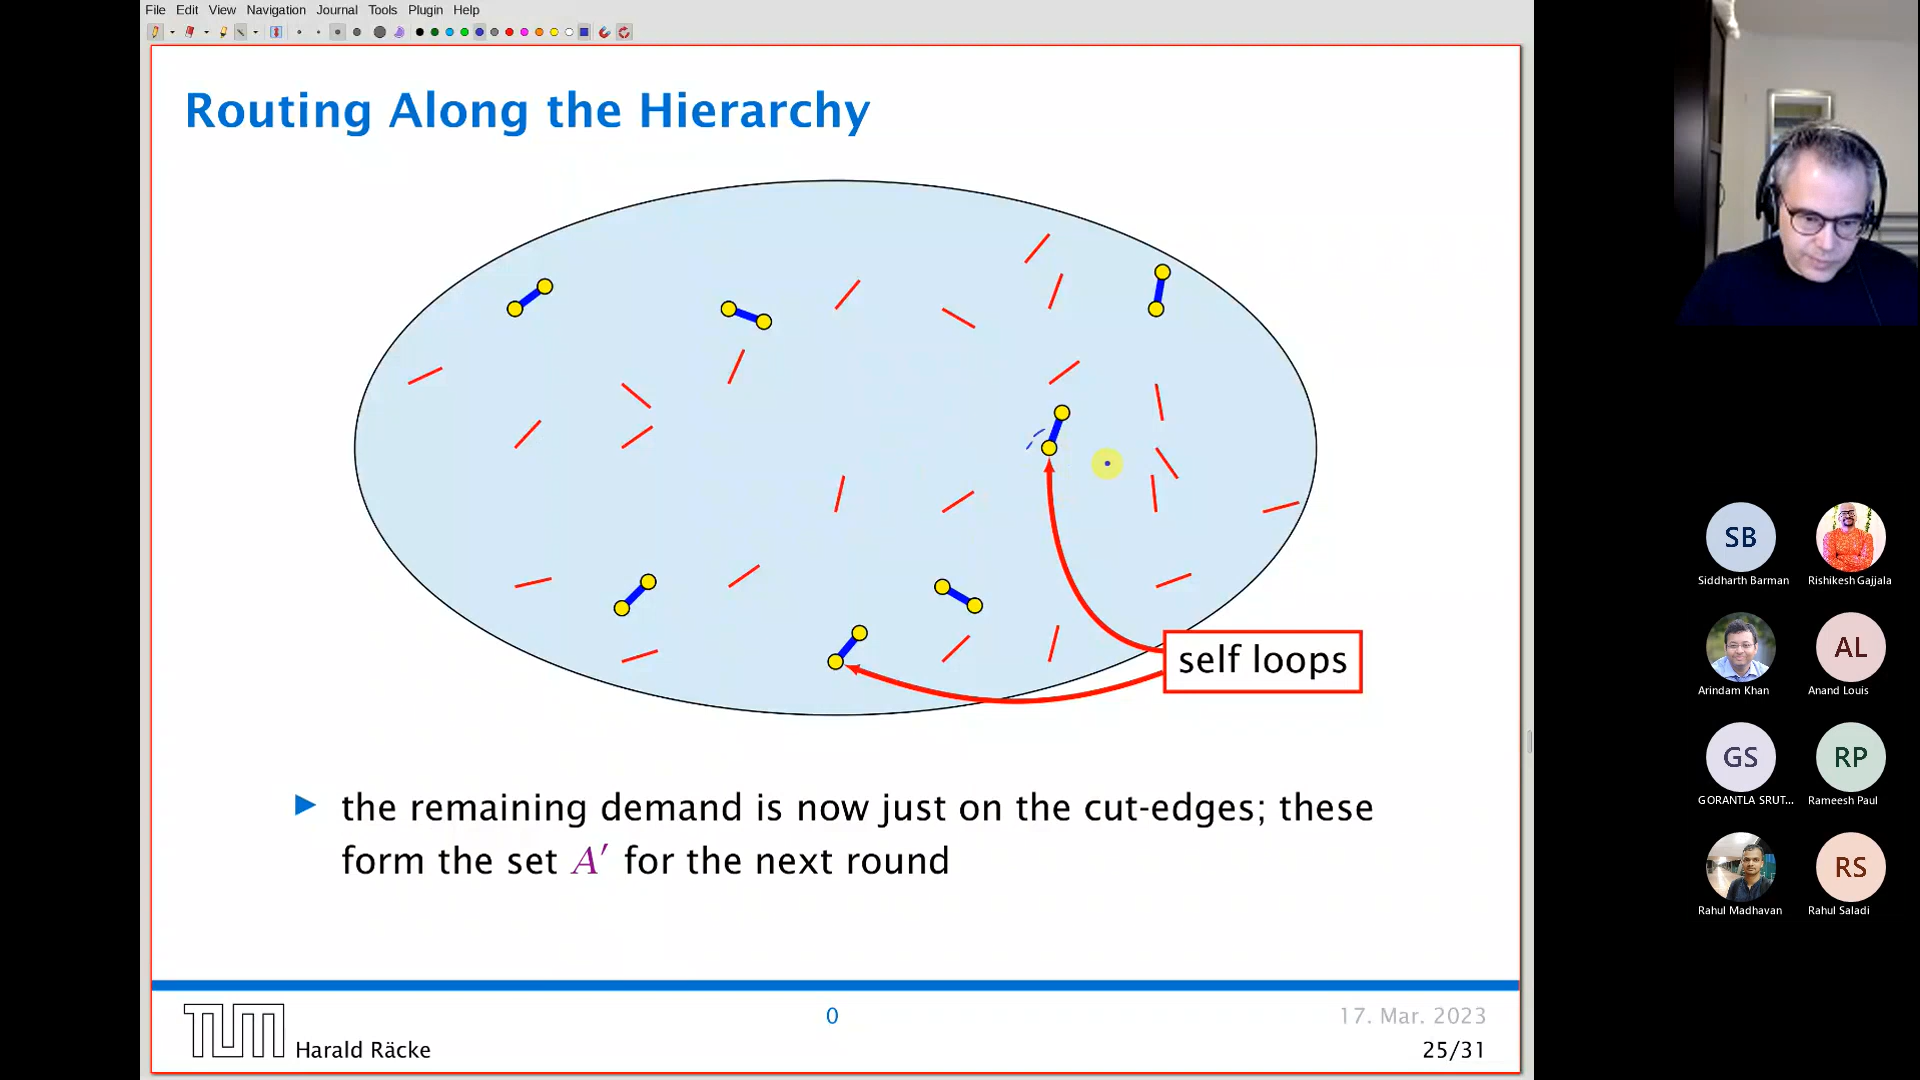 File Edit View Navigation Journal Tools Plugin Help
Routing Along the Hierarchy
self loops
▶ the remaining demand is now just on the cut-edges; these
form the set A′ for the next round
TUM
Harald Räcke
0
17. Mar. 2023
25/31
SB
Siddharth Barman
Rishikesh Gajjala
Arindam Khan
AL
Anand Louis
GS
GORANTLA SRUT...
RP
Rameesh Paul
Rahul Madhavan
RS
Rahul Saladi